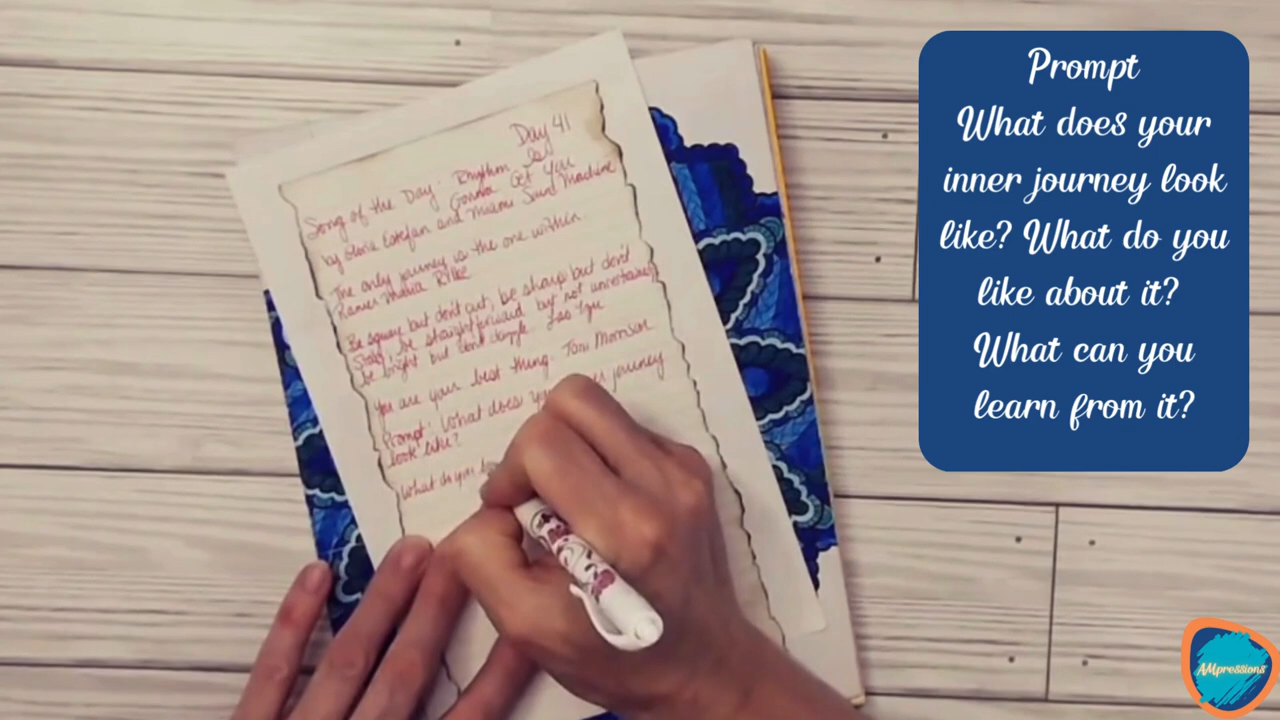 Day 41
Song of the Day: Rhythm Is
Gonna Get You
by Gloria Estefan and Miami Sound Machine
The only journey is the one within
Rainer Maria Rilke
Be square but don't cut, be sharp but don't
stab, be straightforward but not unrestrained,
be bright but don't dazzle. Lao Tzu
You are your best thing. Toni Morrison
Prompt: What does your inner journey
look like?
What do you
Prompt
What does your
inner journey look
like? What do you
like about it?
What can you
learn from it?
AMpressions